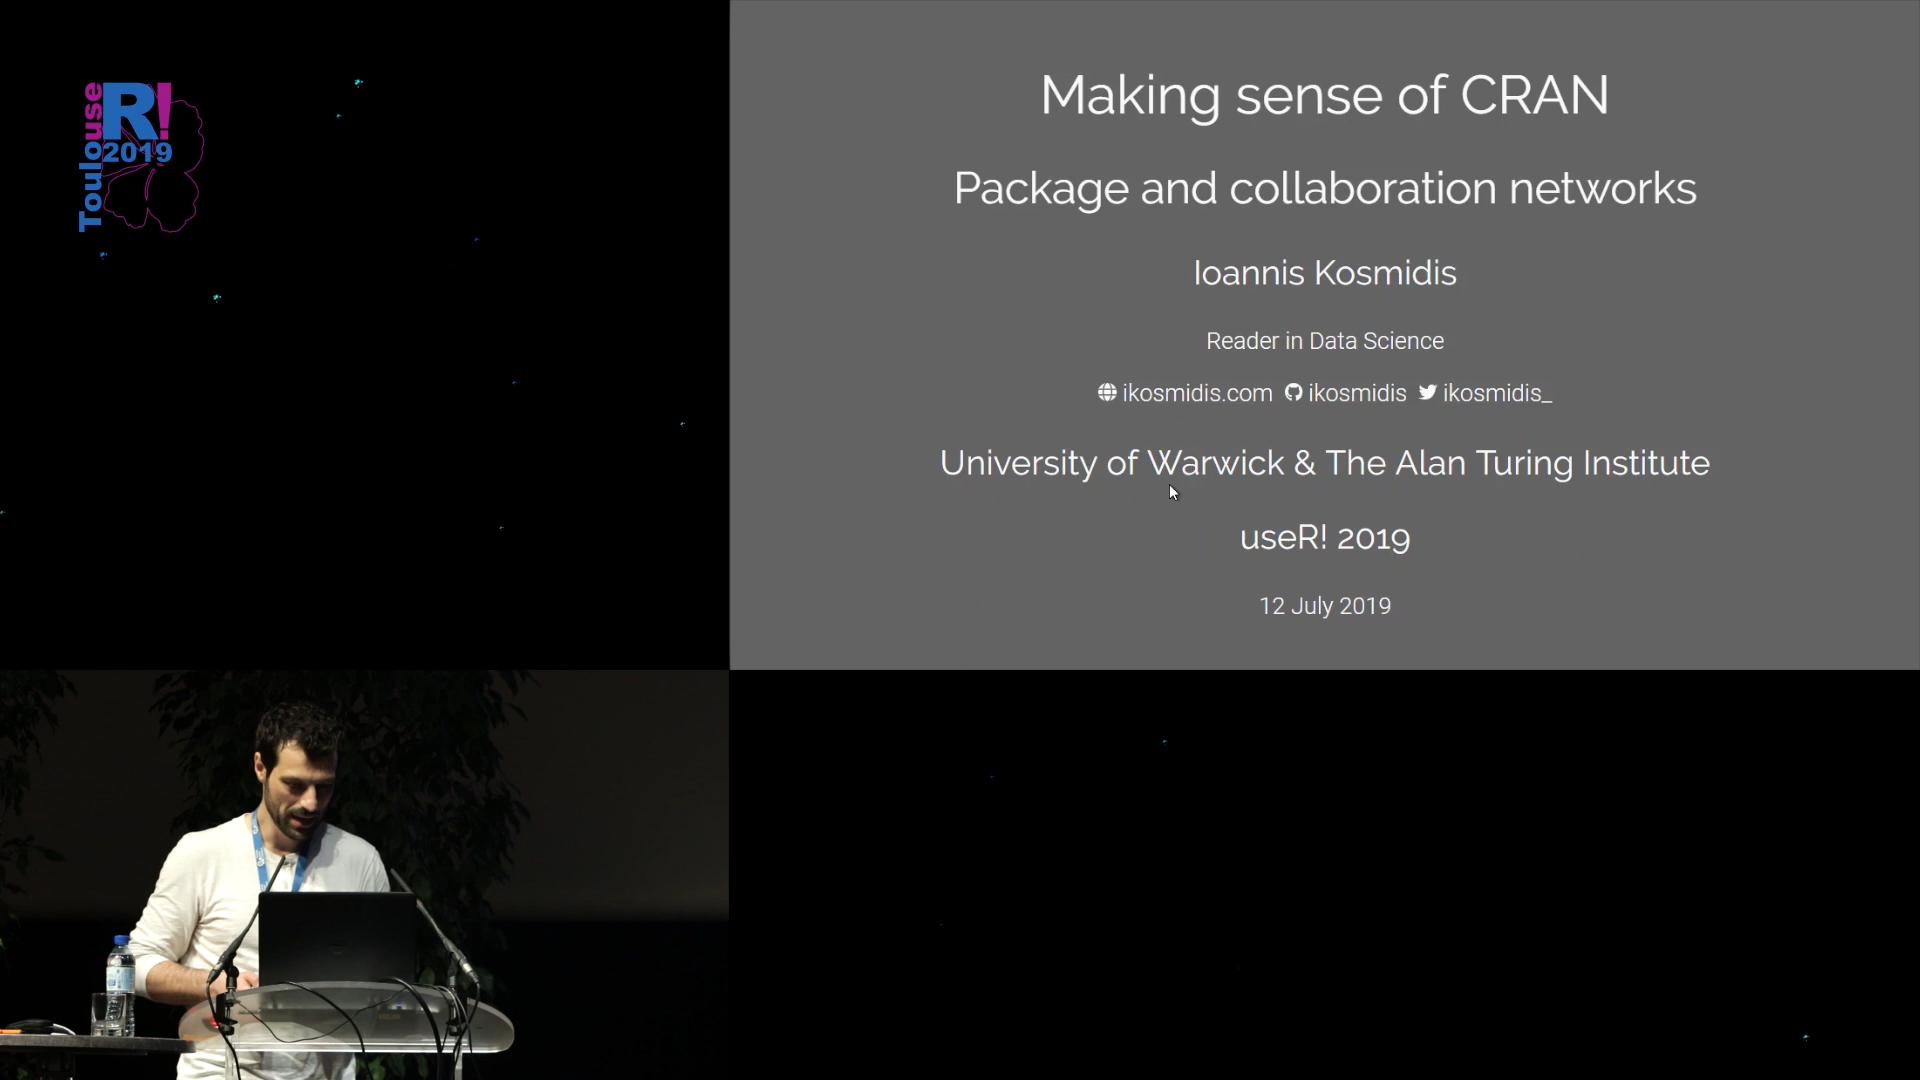 Toulouse
R!
2019
Making sense of CRAN
Package and collaboration networks
Ioannis Kosmidis
Reader in Data Science
ikosmidis.com ikosmidis ikosmidis_
University of Warwick & The Alan Turing Institute
useR! 2019
12 July 2019